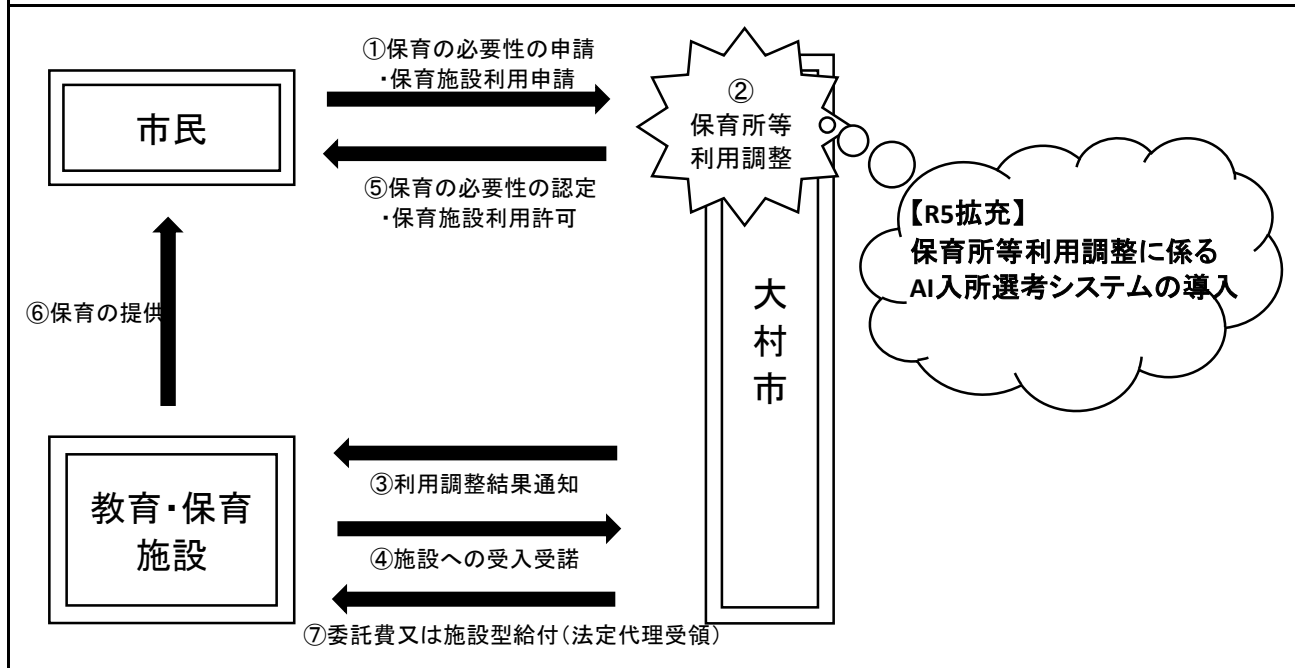 ①保育の必要性の申請
・保育施設利用申請
市民
②
保育所等
利用調整
⑤保育の必要性の認定
・保育施設利用許可
【R5拡充】
保育所等利用調整に係る
AI入所選考システムの導入
大村市
⑥保育の提供
教育・保育
施設
③利用調整結果通知
④施設への受入受諾
⑦委託費又は施設型給付（法定代理受領）